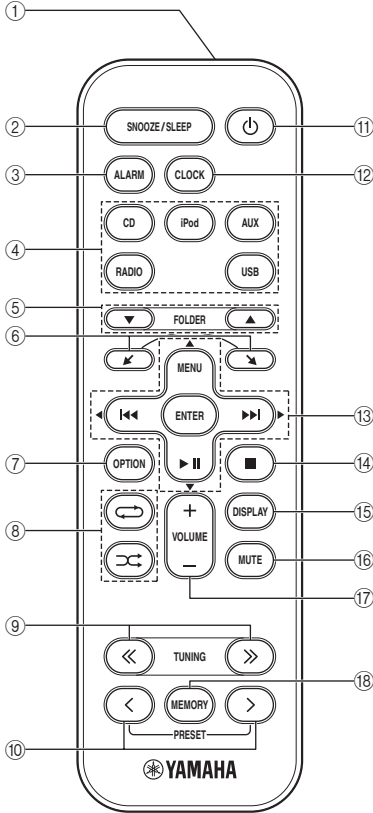 ①
② SNOOZE/SLEEP ⑪
③ ALARM CLOCK ⑫
④ CD iPod AUX
RADIO USB
⑤ FOLDER
⑥
MENU
ENTER ⑬
⑦ OPTION ⑭
⑧ + DISPLAY ⑮
VOLUME
– MUTE ⑯
⑰
⑨ TUNING
MEMORY ⑱
⑩ PRESET
YAMAHA